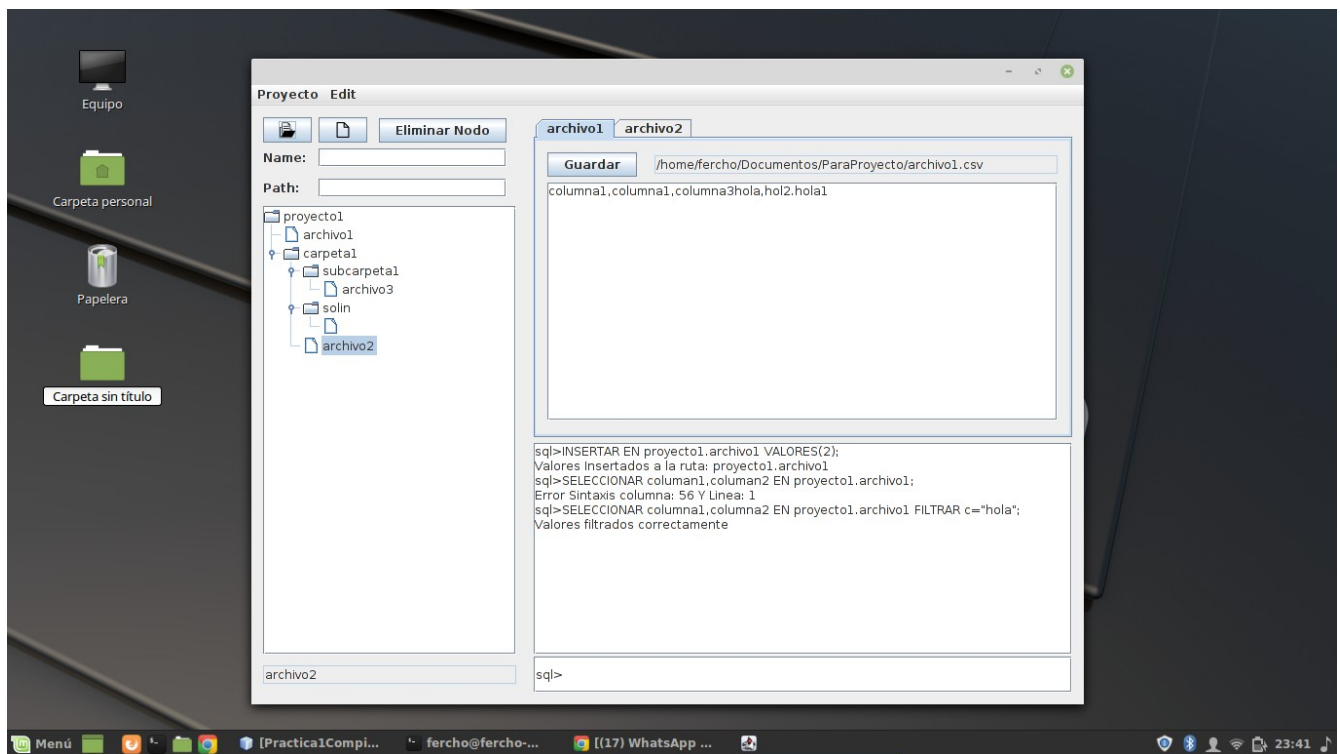 Equipo
Carpeta personal
Papelera
Carpeta sin título
Proyecto Edit
Eliminar Nodo
Name:
Path:
proyecto1
archivo1
carpeta1
subcarpeta1
archivo3
solin
archivo2
archivo2
archivo1 archivo2
Guardar /home/fercho/Documentos/ParaProyecto/archivo1.csv
columna1,columna1,columna3hola,hol2.hola1
sql>INSERTAR EN proyecto1.archivo1 VALORES(2);
Valores Insertados a la ruta: proyecto1.archivo1
sql>SELECCIONAR column1,columan2 EN proyecto1.archivo1;
Error Sintaxis columna: 56 Y Linea: 1
sql>SELECCIONAR columna1,columna2 EN proyecto1.archivo1 FILTRAR c="hola";
Valores filtrados correctamente
sql>
Menú [Practica1Compi... fercho@fercho-... [(17) WhatsApp ... 23:41